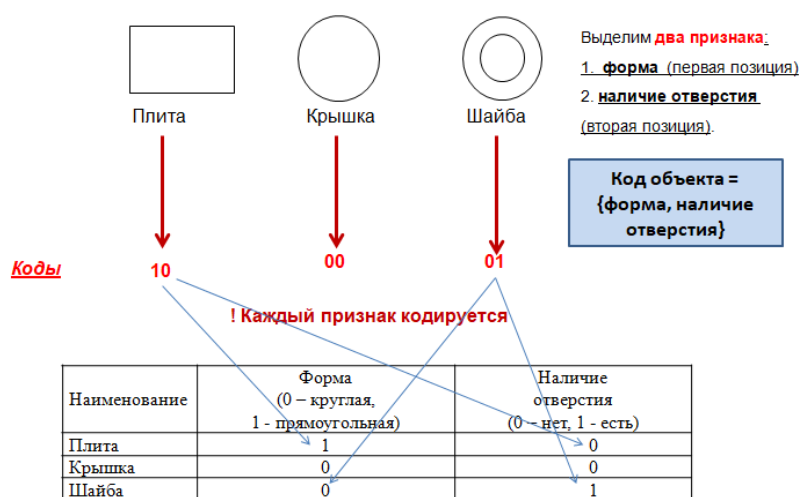 Выделим два признака:
1. форма (первая позиция)
2. наличие отверстия
(вторая позиция).
Плита
Крышка
Шайба
Код объекта =
{форма, наличие
отверстия}
Коды
10
00
01
! Каждый признак кодируется
Наименование
Форма
(0 – круглая,
1 - прямоугольная)
Наличие
отверстия
(0 – нет, 1 - есть)
Плита 1 0
Крышка 0 0
Шайба 0 1